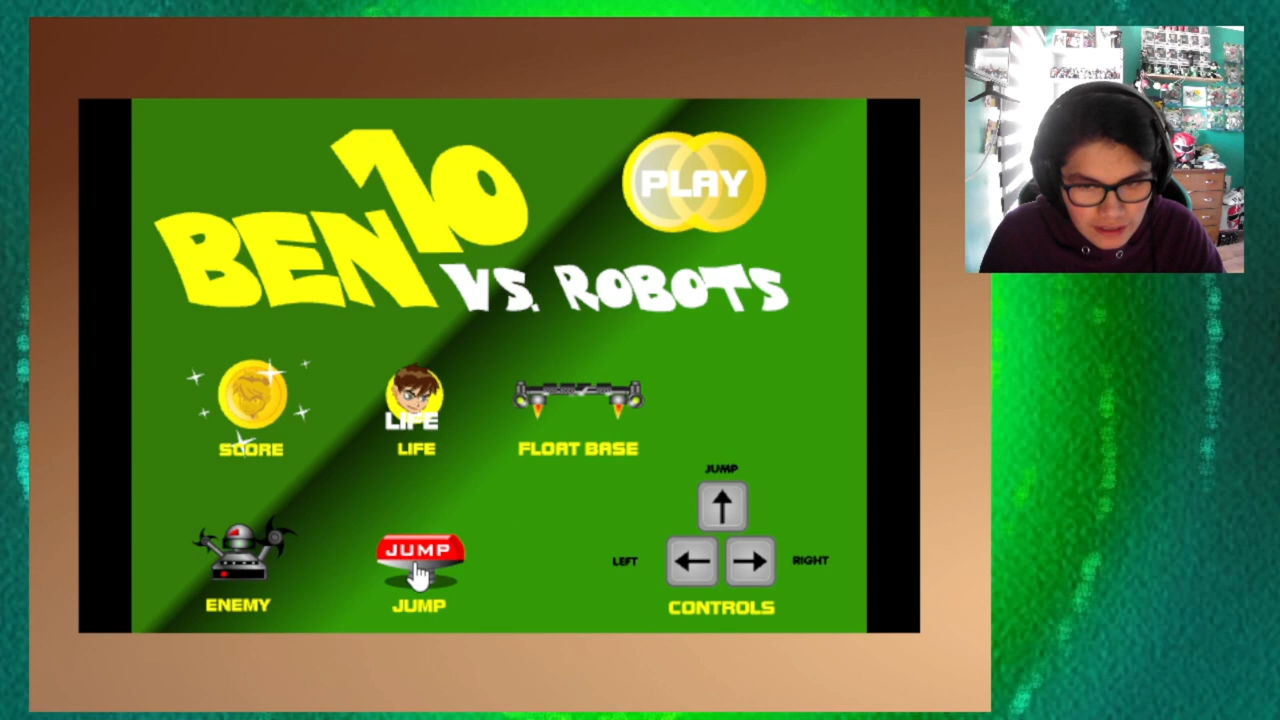 BEN 10
PLAY
VS. ROBOTS
LIFE
SCORE
LIFE
FLOAT BASE
JUMP
JUMP
LEFT
RIGHT
ENEMY
JUMP
CONTROLS